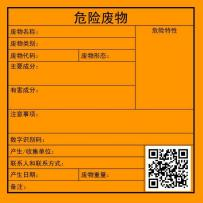 危险废物
废物名称：
危险特性
废物类别：
废物代码：
废物形态：
主要成分：
有害成分：
注意事项：
数字识别码：
产生/收集单位：
联系人和联系方式：
产生日期：
废物重量：
备注：